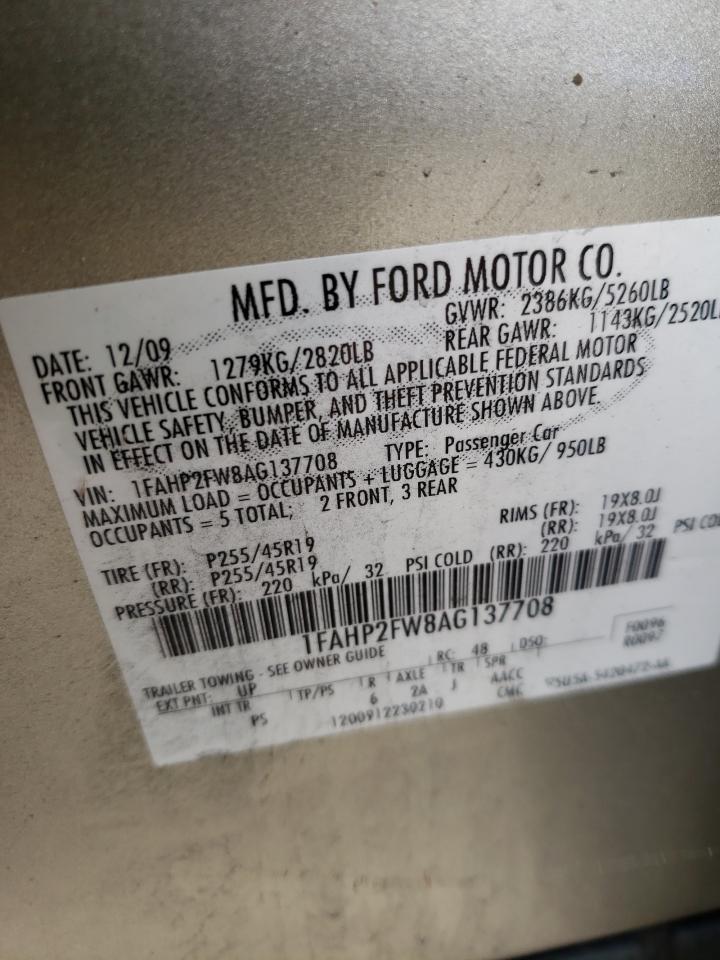 MFD. BY FORD MOTOR CO.
DATE: 12/09 GVWR: 2386KG/5260LB
FRONT GAWR: 1279KG/2820LB REAR GAWR: 1143KG/2520L
THIS VEHICLE CONFORMS TO ALL APPLICABLE FEDERAL MOTOR
VEHICLE SAFETY, BUMPER, AND THEFT PREVENTION STANDARDS
IN EFFECT ON THE DATE OF MANUFACTURE SHOWN ABOVE.
VIN: 1FAHP2FW8AG137708 TYPE: Passenger Car
MAXIMUM LOAD = OCCUPANTS + LUGGAGE = 430KG/ 950LB
OCCUPANTS = 5 TOTAL; 2 FRONT, 3 REAR
TIRE (FR): P255/45R19 RIMS (FR): 19X8.0J
(RR): P255/45R19 (RR): 19X8.0J
PRESSURE (FR): 220 kPa/ 32 PSI COLD (RR): 220 kPa/ 32 PSI COL
1FAHP2FW8AG137708
TRAILER TOWING - SEE OWNER GUIDE RC: 48 DSO: F0096
R0097
EXT PNT: UP TP/PS R AXLE TR SPR
INT TR 6 2A J AACC
PS CMC
1200912230210